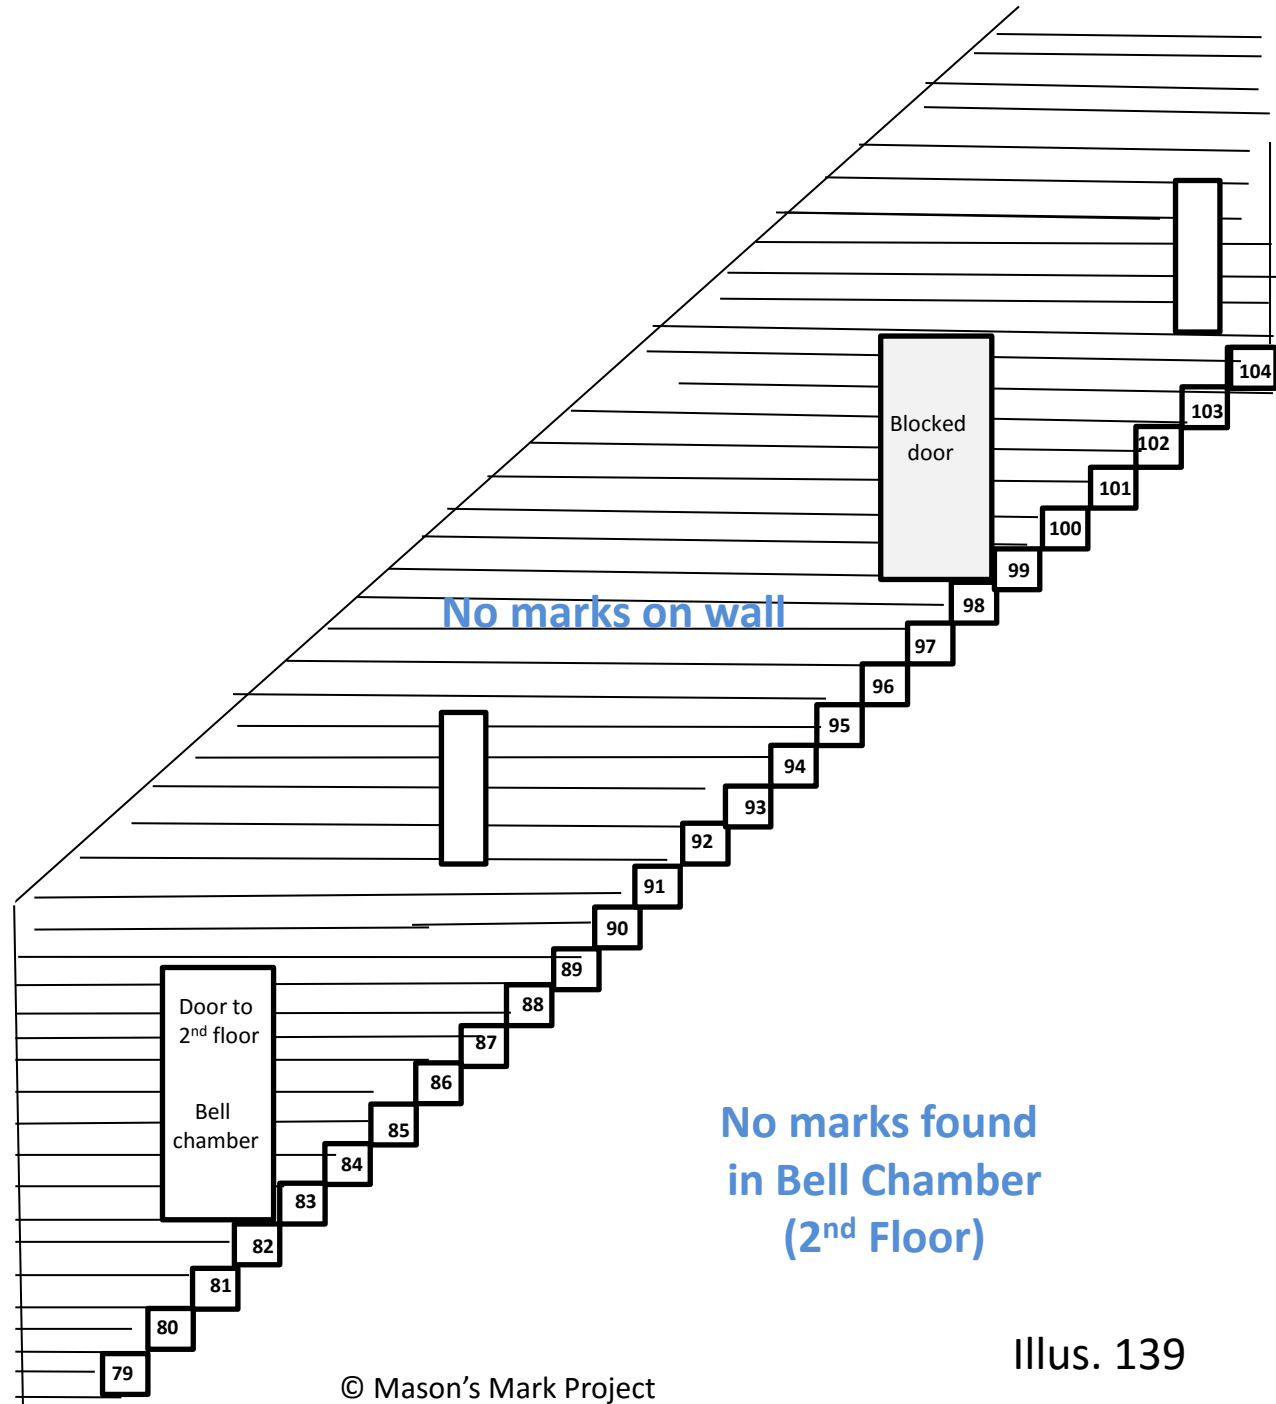 104
103
Blocked
door
102
101
100
99
No marks on wall
98
97
96
95
94
93
92
91
90
89
Door to
2nd floor
88
87
86
Bell
chamber
85
No marks found
in Bell Chamber
(2nd Floor)
84
83
82
81
80
79
Illus. 139
© Mason’s Mark Project